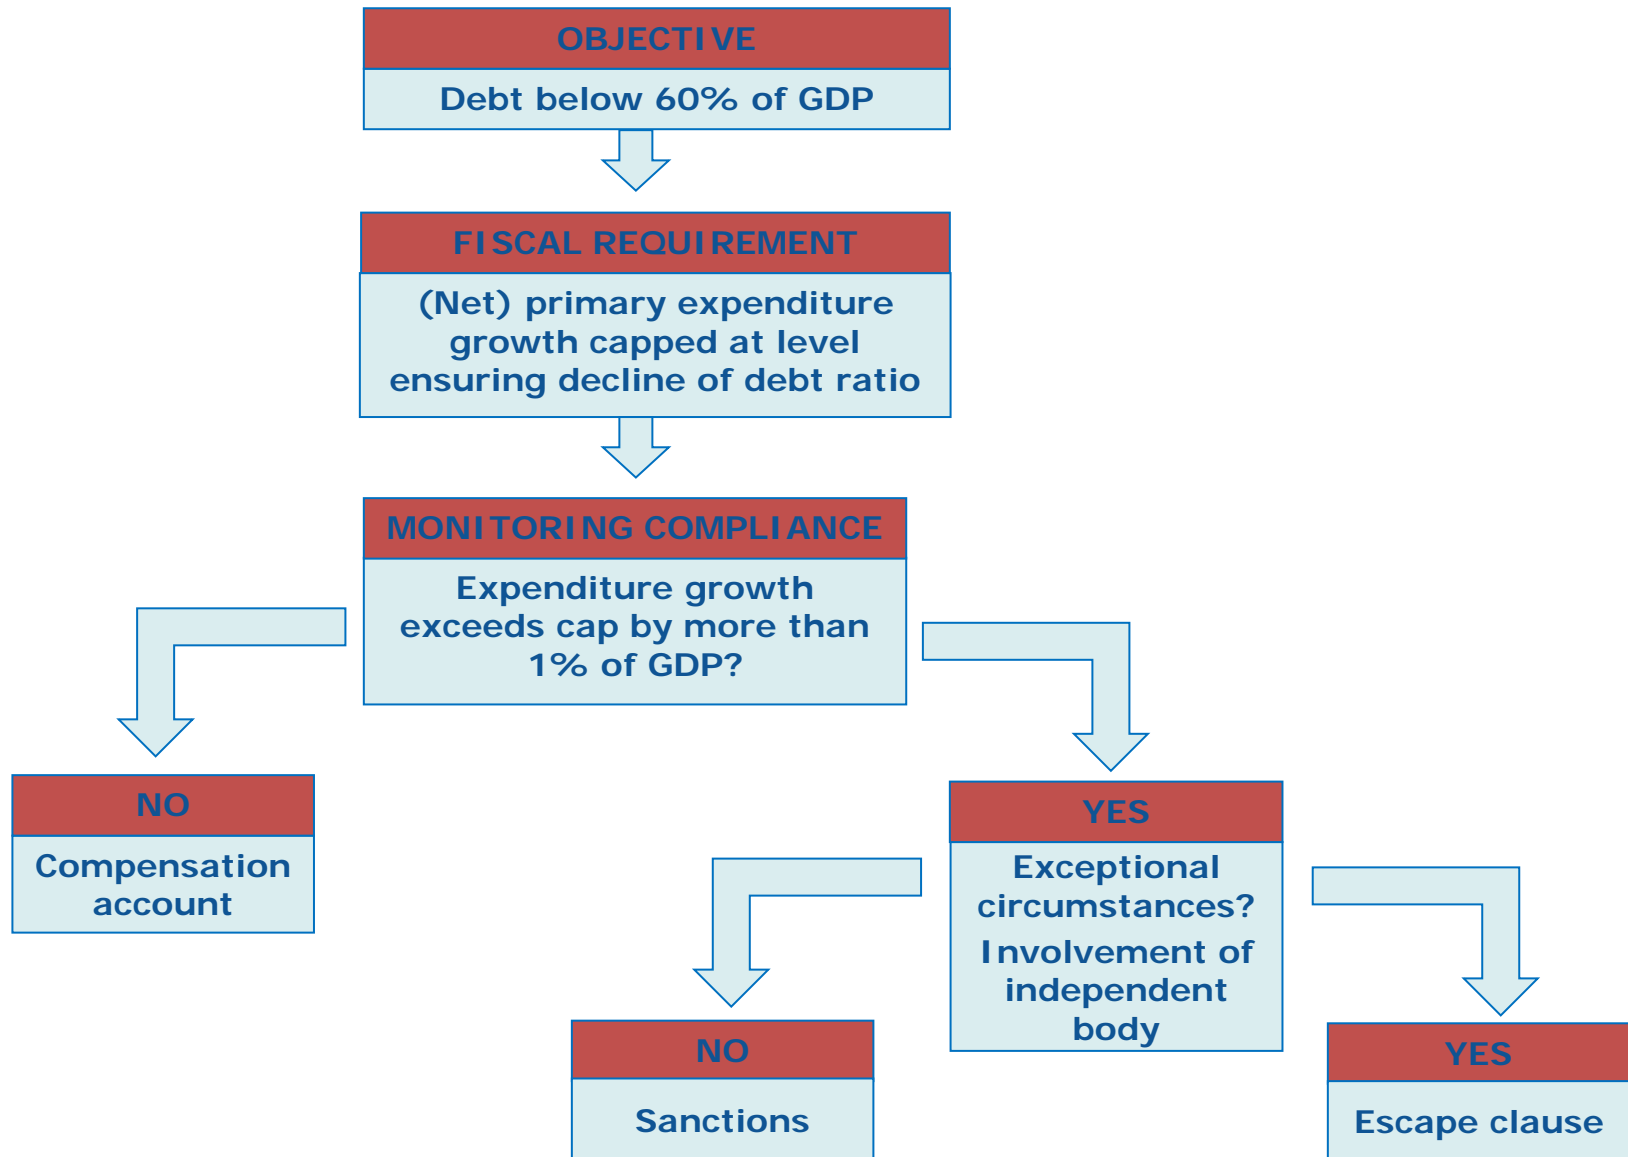 OBJECTIVE
Debt below 60% of GDP
FISCAL REQUIREMENT
(Net) primary expenditure
growth capped at level
ensuring decline of debt ratio
MONITORING COMPLIANCE
Expenditure growth
exceeds cap by more than
1% of GDP?
NO
Compensation
account
YES
Exceptional
circumstances?
Involvement of
independent
body
NO
Sanctions
YES
Escape clause